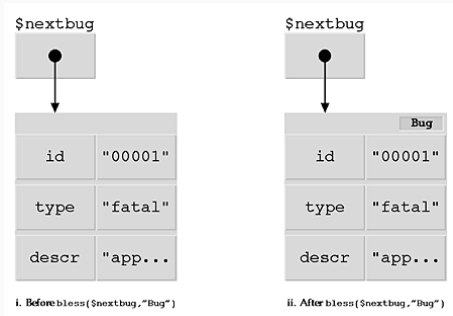 $nextbug $nextbug
Bug
id "00001" id "00001"
type "fatal" type "fatal"
descr "app... descr "app...
i. Before bless($nextbug,"Bug") ii. After bless($nextbug,"Bug")